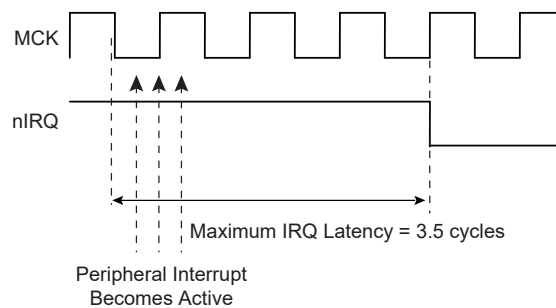 MCK
nIRQ
Maximum IRQ Latency = 3.5 cycles
Peripheral Interrupt
Becomes Active